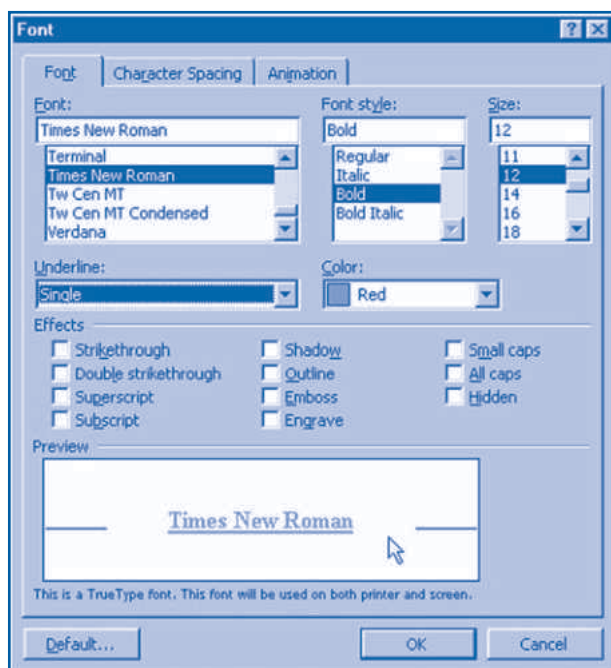 Font
Font Character Spacing Animation
Font: Font style: Size:
Times New Roman Bold 12
Terminal Regular 11
Times New Roman Italic 12
Tw Cen MT Bold 14
Tw Cen MT Condensed Bold Italic 16
Verdana 18
Underline: Color:
Single Red
Effects
Strikethrough Shadow Small caps
Double strikethrough Outline All caps
Superscript Emboss Hidden
Subscript Engrave
Preview
Times New Roman
This is a TrueType font. This font will be used on both printer and screen.
Default... OK Cancel